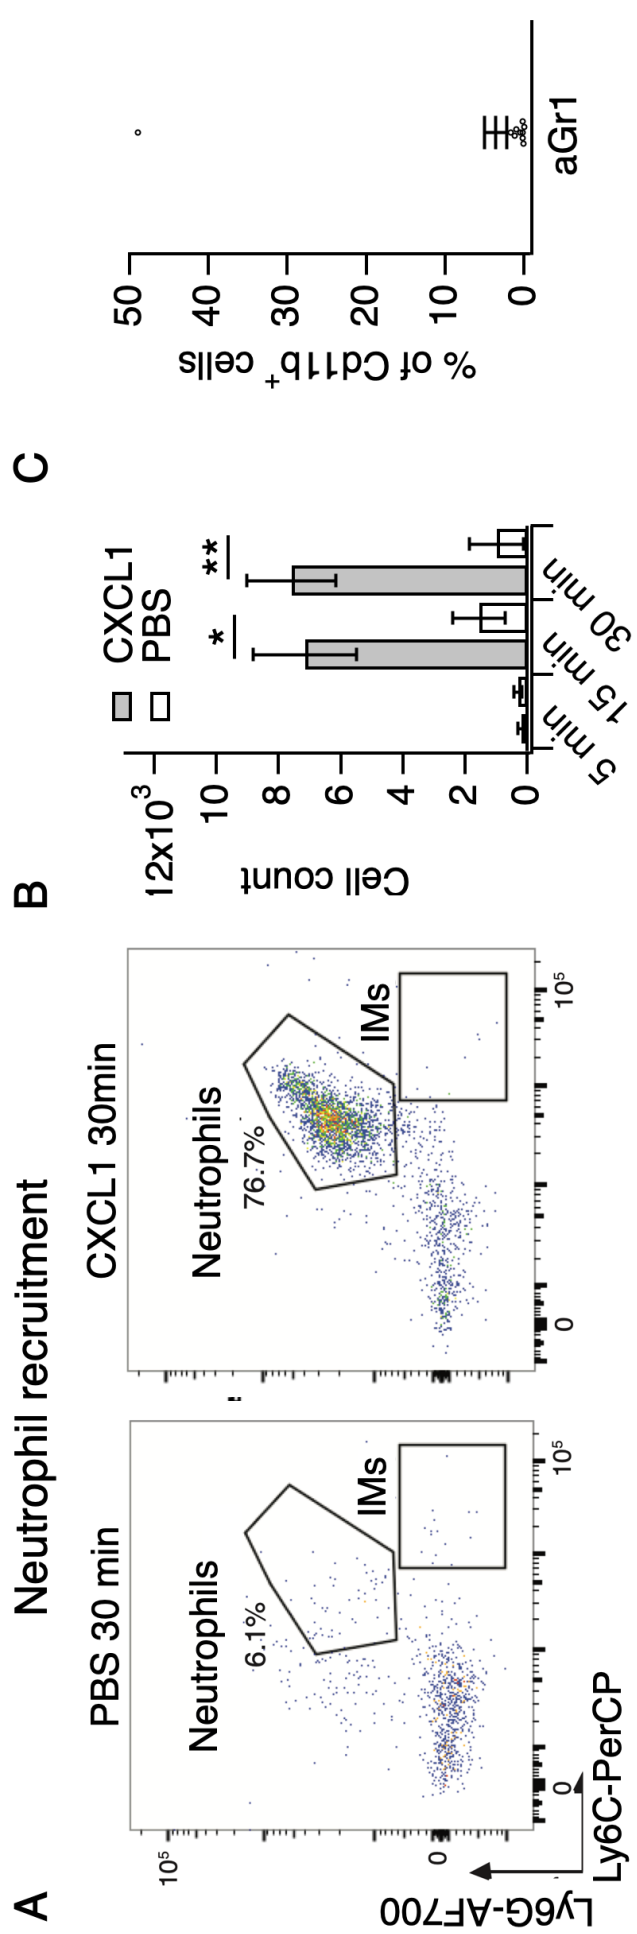 A
Neutrophil recruitment
PBS 30 min
CXCL1 30min
Neutrophils
6.1%
IMs
Neutrophils
76.7%
IMs
10⁵
0
0
10⁵
0
10⁵
Ly6G-AF700
Ly6C-PerCP
B
CXCL1
PBS
Cell count
12x10³
10
8
6
4
2
0
*
**
5 min
15 min
30 min
C
% of Cd11b⁺ cells
50
40
30
20
10
0
aGr1